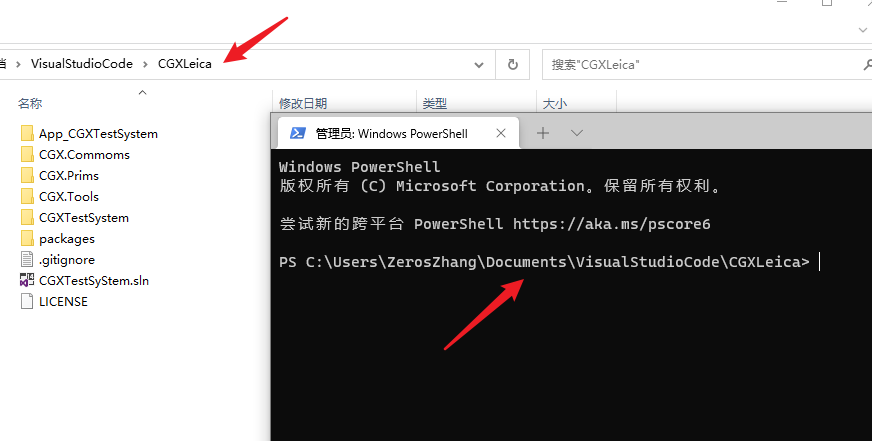 当 › VisualStudioCode › CGXLeica
搜索"CGXLeica"
名称 修改日期 类型 大小
App_CGXTestSystem
CGX.Commoms
CGX.Prims
CGX.Tools
CGXTestSystem
packages
.gitignore
CGXTestSyStem.sln
LICENSE
管理员: Windows PowerShell
Windows PowerShell
版权所有 (C) Microsoft Corporation。保留所有权利。
尝试新的跨平台 PowerShell https://aka.ms/pscore6
PS C:\Users\ZerosZhang\Documents\VisualStudioCode\CGXLeica>